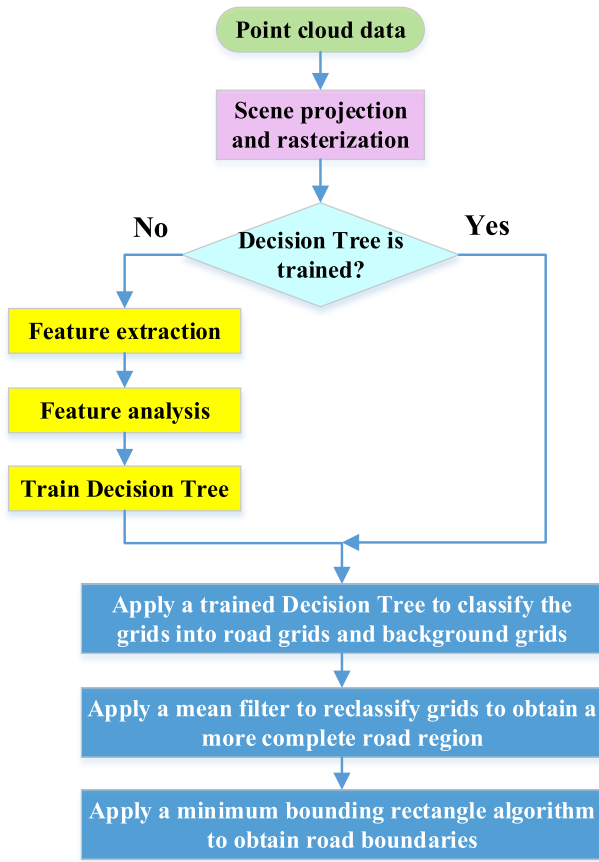 Point cloud data
Scene projection
and rasterization
No
Yes
Decision Tree is
trained?
Feature extraction
Feature analysis
Train Decision Tree
Apply a trained Decision Tree to classify the
grids into road grids and background grids
Apply a mean filter to reclassify grids to obtain a
more complete road region
Apply a minimum bounding rectangle algorithm
to obtain road boundaries